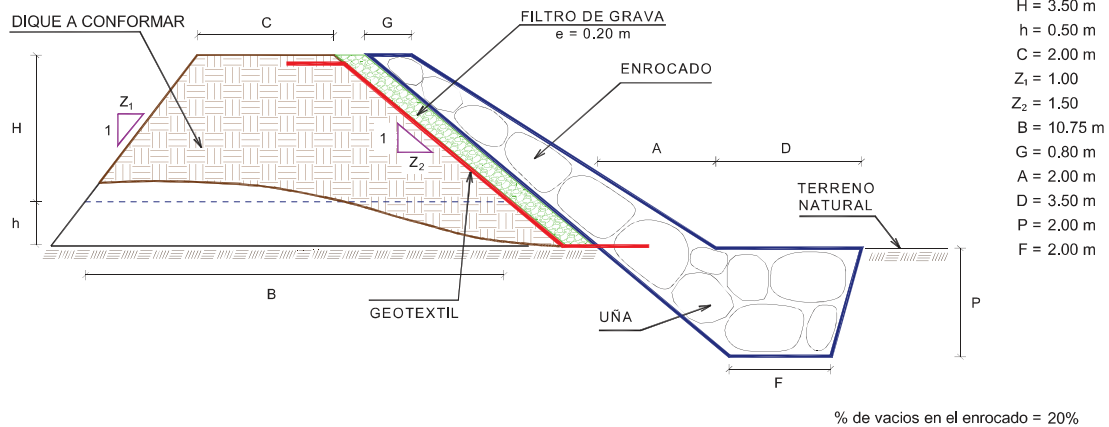 DIQUE A CONFORMAR
C
G
FILTRO DE GRAVA
e = 0.20 m
ENROCADO
H
h
Z₁
1
1
Z₂
A
D
TERRENO
NATURAL
B
GEOTEXTIL
UÑA
P
F
H = 3.50 m
h = 0.50 m
C = 2.00 m
Z₁ = 1.00
Z₂ = 1.50
B = 10.75 m
G = 0.80 m
A = 2.00 m
D = 3.50 m
P = 2.00 m
F = 2.00 m
% de vacios en el enrocado = 20%